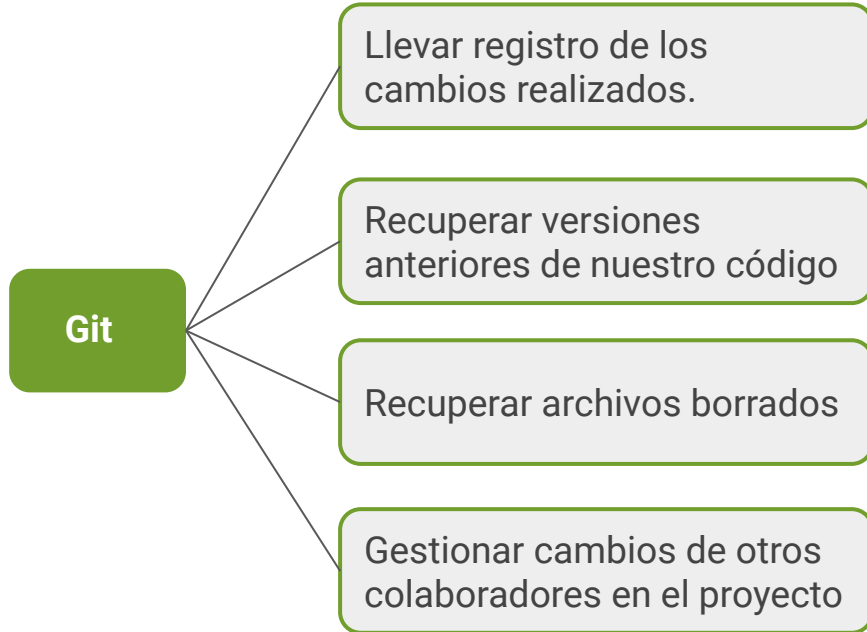 Llevar registro de los
cambios realizados.
Recuperar versiones
anteriores de nuestro código
Git
Recuperar archivos borrados
Gestionar cambios de otros
colaboradores en el proyecto